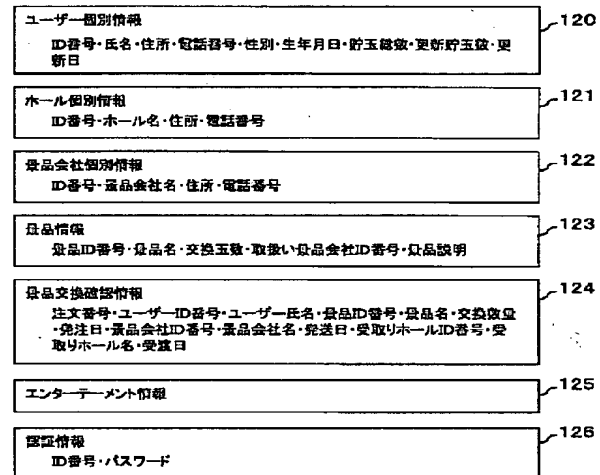 ユーザー個別情報 120
ID番号・氏名・住所・電話番号・性別・生年月日・貯玉総数・更新貯玉数・更
新日
ホール個別情報 121
ID番号・ホール名・住所・電話番号
景品会社個別情報 122
ID番号・景品会社名・住所・電話番号
景品情報 123
景品ID番号・景品名・交換玉数・取扱い景品会社ID番号・景品説明
景品交換確認情報 124
注文番号・ユーザーID番号・ユーザー氏名・景品ID番号・景品名・交換数量
・発注日・景品会社ID番号・景品会社名・発送日・受取りホールID番号・受
取りホール名・受渡日
エンターテーメント情報 125
認証情報 126
ID番号・パスワード